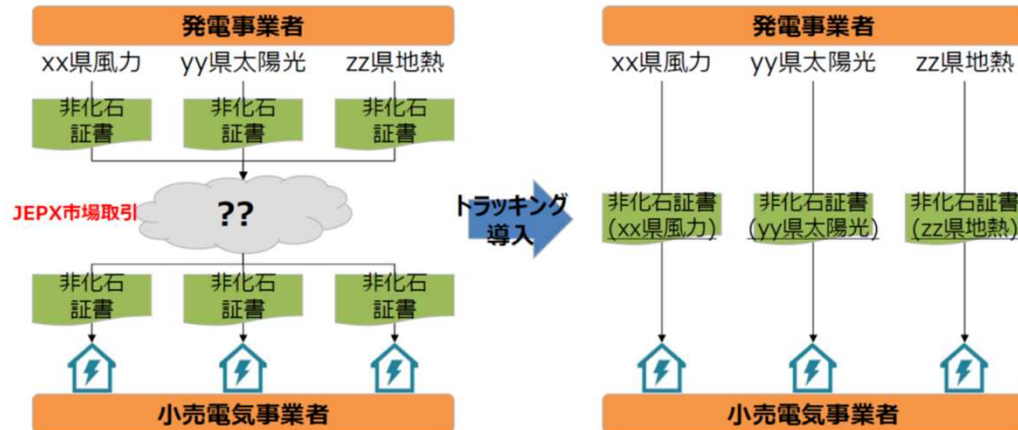 発電事業者
xx県風力 yy県太陽光 zz県地熱
非化石
証書
非化石
証書
非化石
証書
JEPX市場取引
??
非化石
証書
非化石
証書
非化石
証書
小売電気事業者
トラッキング
導入
発電事業者
xx県風力 yy県太陽光 zz県地熱
非化石証書
(xx県風力)
非化石証書
(yy県太陽光)
非化石証書
(zz県地熱)
小売電気事業者